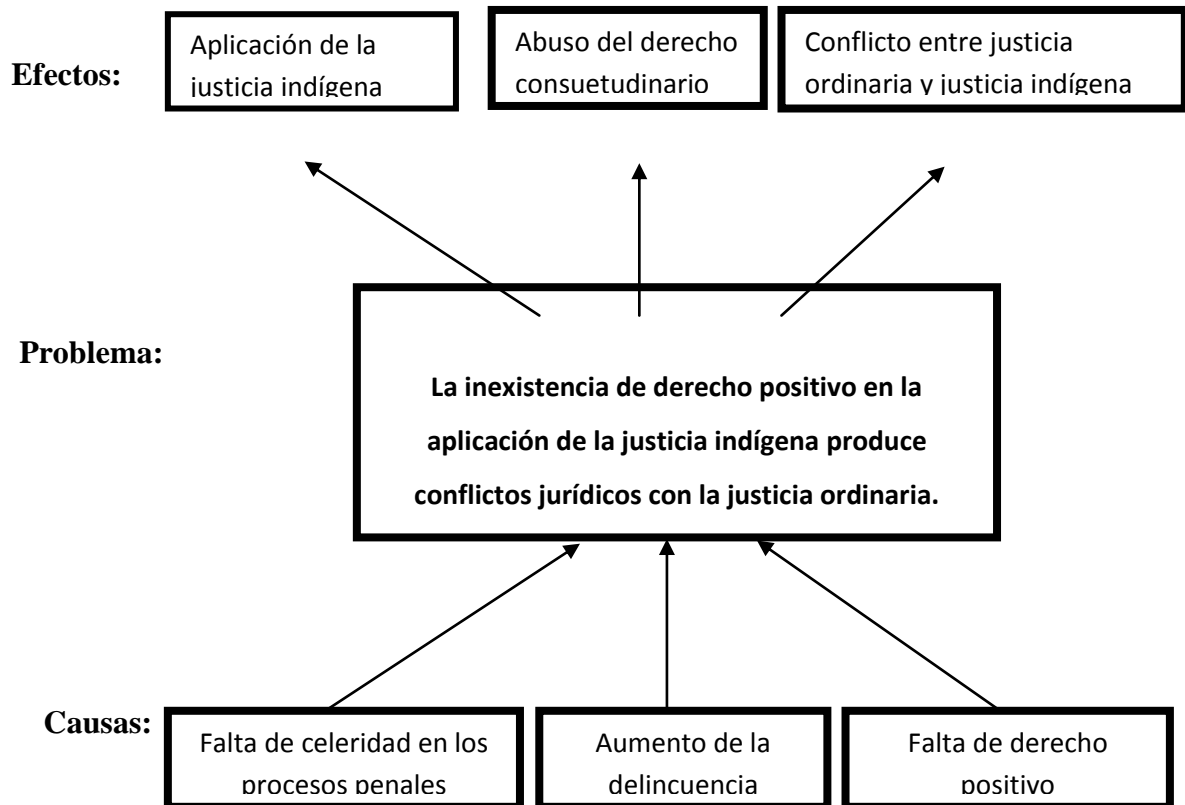 Efectos:
Aplicación de la
justicia indígena
Abuso del derecho
consuetudinario
Conflicto entre justicia
ordinaria y justicia indígena
Problema:
La inexistencia de derecho positivo en la
aplicación de la justicia indígena produce
conflictos jurídicos con la justicia ordinaria.
Causas:
Falta de celeridad en los
procesos penales
Aumento de la
delincuencia
Falta de derecho
positivo